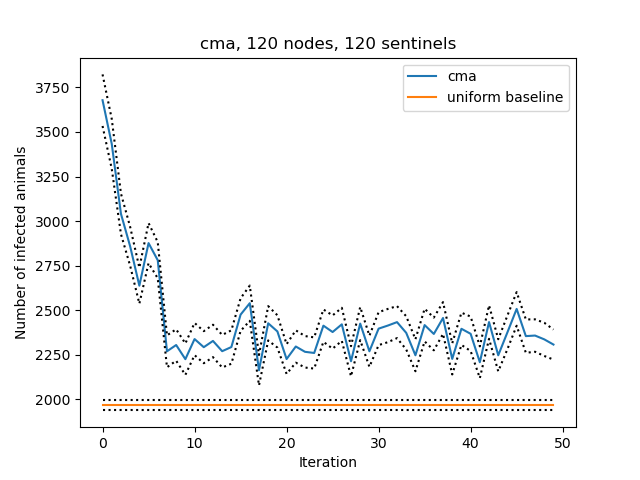 cma, 120 nodes, 120 sentinels
cma
uniform baseline
Number of infected animals
3750
3500
3250
3000
2750
2500
2250
2000
0 10 20 30 40 50
Iteration